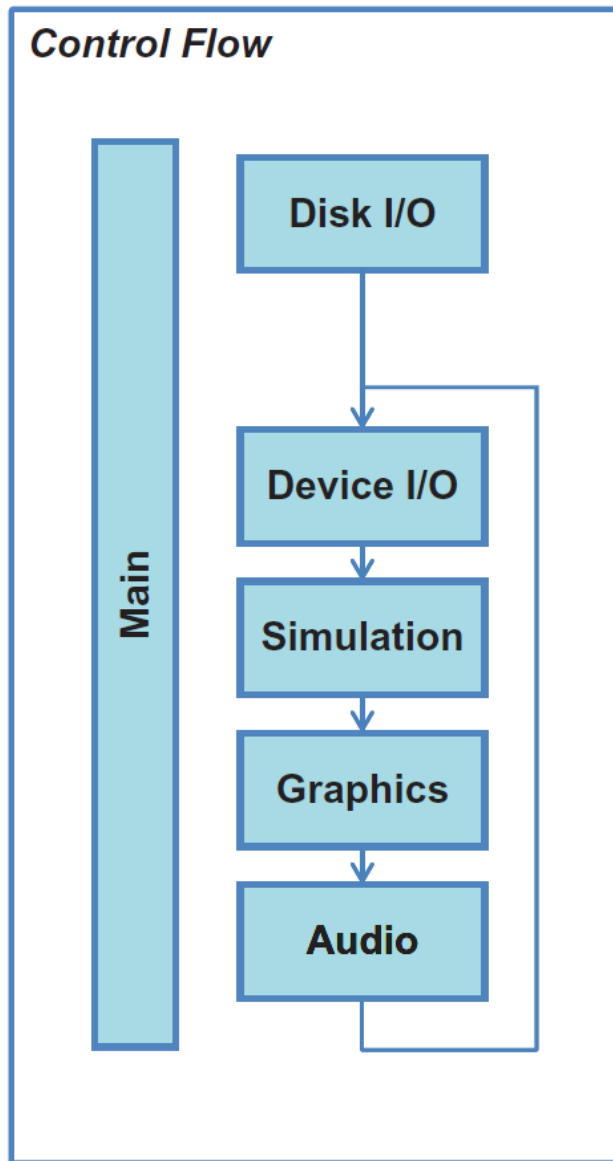 Control Flow
Main
Disk I/O
Device I/O
Simulation
Graphics
Audio